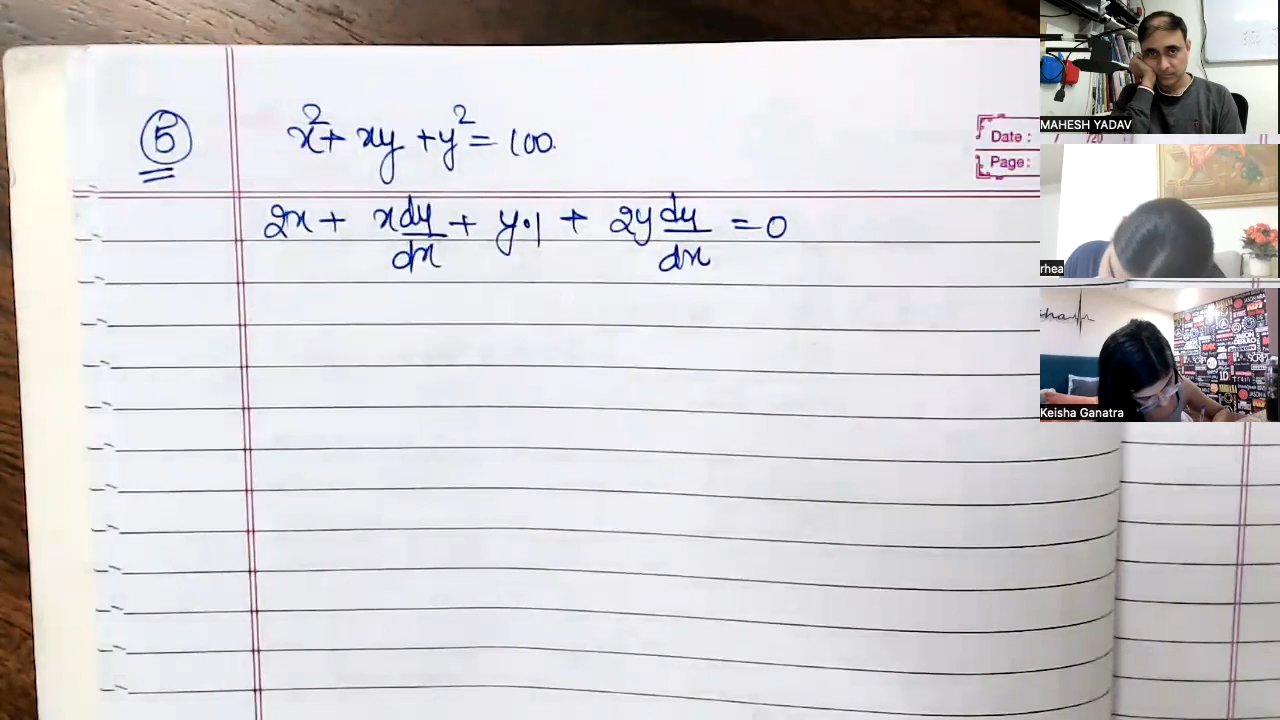 5 x² + xy + y² = 100.
2x + x dy/dx + y·1 + 2y dy/dx = 0
Date : / /20
Page:
MAHESH YADAV
rhea
Keisha Ganatra